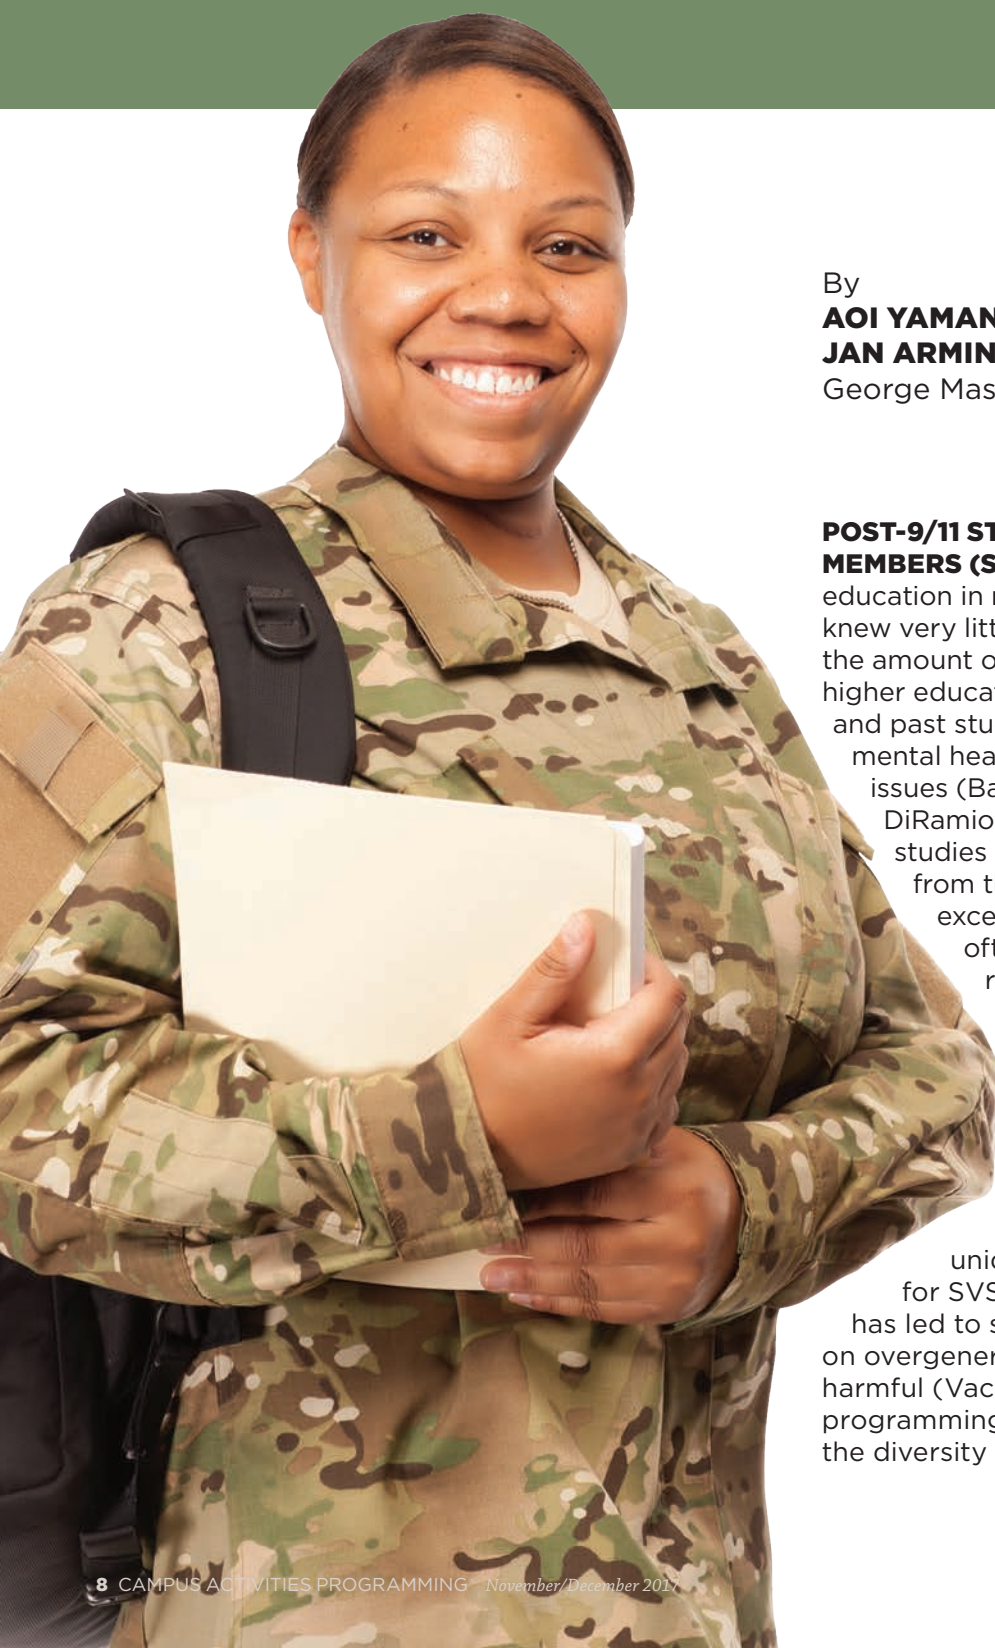 By
AOI YAMAN
JAN ARMIN
George Mas
POST-9/11 ST
MEMBERS (S
education in
knew very litt
the amount o
higher educa
and past stu
mental hea
issues (Ba
DiRamio
studies
from t
exce
oft
r
unic
for SVS
has led to s
on overgener
harmful (Vac
programming
the diversity
8 CAMPUS ACTIVITIES PROGRAMMING November/December 2017